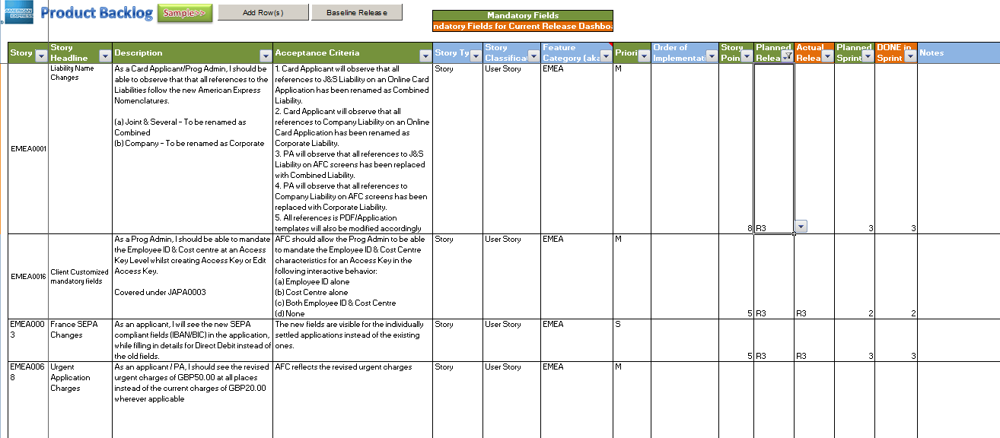 AMERICAN EXPRESS
Product Backlog
Sample>>
Add Row(s)
Baseline Release
Mandatory Fields
ndatory Fields for Current Release Dashbo
Story
Story
Headline
Description
Acceptance Criteria
Story Ty
Story
Classifica
Feature
Category (aka
Priori
Order of
Implementati
Story
Poin
Planned
Relea
Actual
Relea
Planned
Sprint
DONE in
Sprint
Notes
EMEA0001
Liability Name
Changes
As a Card Applicant/Prog Admin, I should be
able to observe that that all references to the
Liabilities follow the new American Express
Nomenclatures.
(a) Joint & Several - To be renamed as
Combined
(b) Company - To be renamed as Corporate
1. Card Applicant will observe that all
references to J&S Liability on an Online Card
Application has been renamed as Combined
Liability.
2. Card Applicant will observe that all
references to Company Liability on an Online
Card Application has been renamed as
Corporate Liability.
3. PA will observe that all references to J&S
Liability on AFC screens has been replaced
with Combined Liability.
4. PA will observe that all references to
Company Liability on AFC screens has been
replaced with Corporate Liability.
5. All references is PDF/Application
templates will also be modified accordingly
Story
User Story
EMEA
M
8
R3
3
3
EMEA0016
Client Customized
mandatory fields
As a Prog Admin, I should be able to mandate
the Employee ID & Cost centre at an Access
Key Level whilst creating Access Key or Edit
Access Key.
Covered under JAPA0003
AFC should allow the Prog Admin to be able
to mandate the Employee ID & Cost Centre
characteristics for an Access Key in the
following interactive behavior:
(a) Employee ID alone
(b) Cost Centre alone
(c) Both Employee ID & Cost Centre
(d) None
Story
User Story
EMEA
M
5
R3
R3
2
2
EMEA000
3
France SEPA
Changes
As an applicant, I will see the new SEPA
compliant fields (IBAN/BIC) in the application,
while filling in details for Direct Debit instead of
the old fields.
The new fields are visible for the individually
settled applications instead of the existing
ones.
Story
User Story
EMEA
S
5
R3
R3
3
3
EMEA006
8
Urgent
Application
Charges
As an applicant / PA, I should see the revised
urgent charges of GBP50.00 at all places
instead of the current charges of GBP20.00
wherever applicable
AFC reflects the revised urgent charges
Story
User Story
EMEA
M